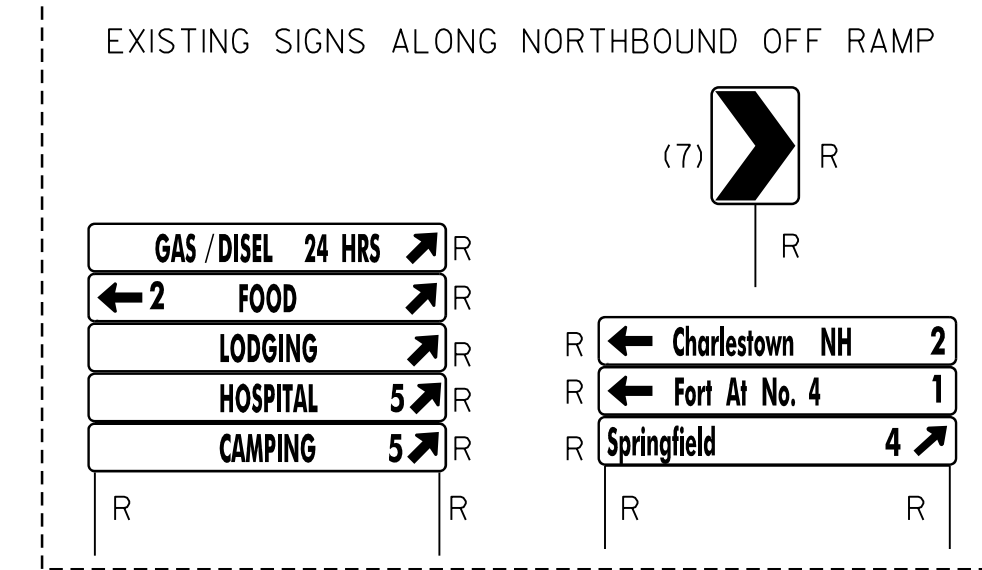 EXISTING SIGNS ALONG NORTHBOUND OFF RAMP
(7) R
R
GAS / DISEL 24 HRS R
2 FOOD R
LODGING R
HOSPITAL 5 R
CAMPING 5 R
R R
R Charlestown NH 2
R Fort At No. 4 1
R Springfield 4
R R